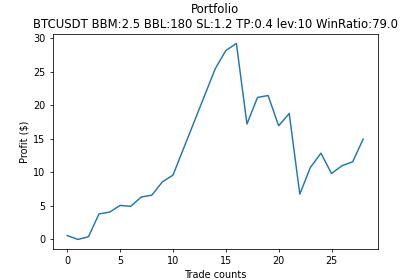 Portfolio
BTCUSDT BBM:2.5 BBL:180 SL:1.2 TP:0.4 lev:10 WinRatio:79.0
30
25
20
15
10
5
0
Profit ($)
0 5 10 15 20 25
Trade counts